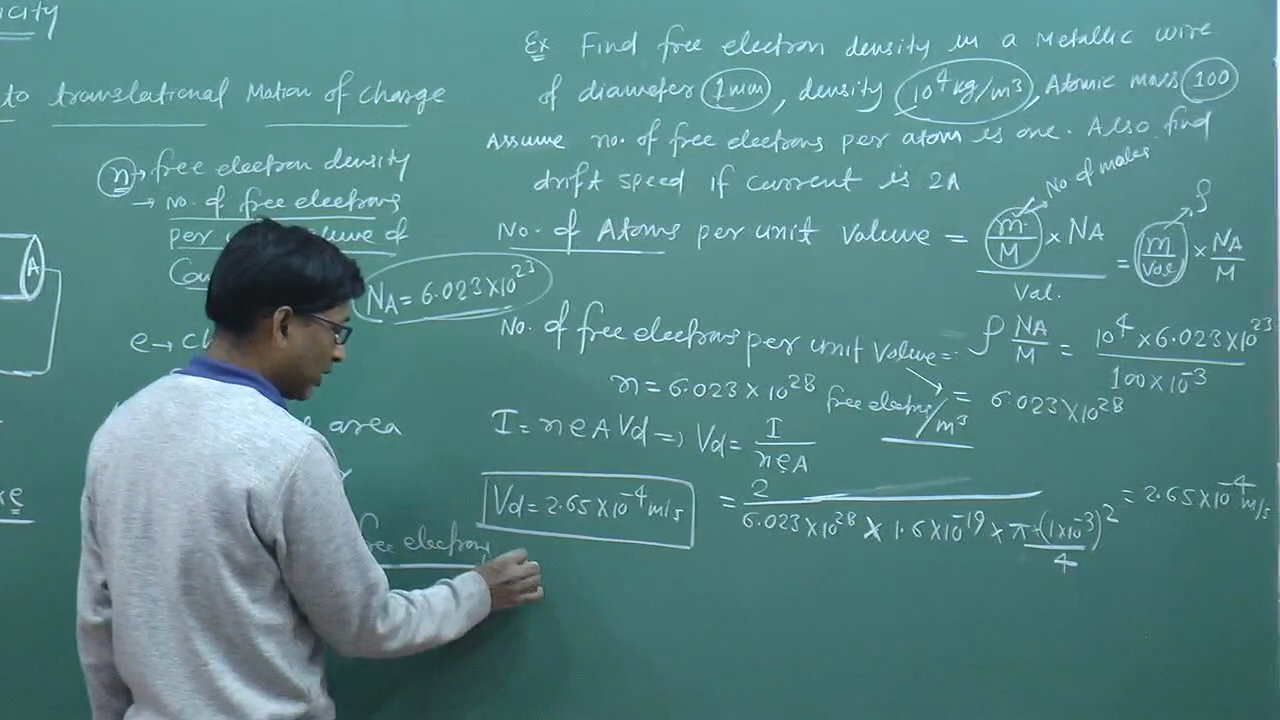 icity
to translational Motion of Charge
n → free electron density
→ No. of free electrons
per volume of
A
NA = 6.023×10^23
e →
area
e
free electrons
Ex Find free electron density in a Metallic wire
of diameter 1mm, density 10^4 kg/m^3, Atomic mass 100
Assume no. of free electrons per atom is one. Also find
drift speed if current is 2A
No of moles
No. of Atoms per unit Volume = m/M × NA / Vol. = m/Vol × NA/M
ρ
No. of free electrons per unit Volume = ρ NA/M = 10^4 × 6.023×10^23 / 100×10^-3
n = 6.023×10^28 free electrons/m^3 = 6.023×10^28
I = neAVd ⇒ Vd = I/neA
Vd = 2.65×10^-4 m/s
= 2 / 6.023×10^28 × 1.6×10^-19 × π(1×10^-3)^2/4 = 2.65×10^-4 m/s